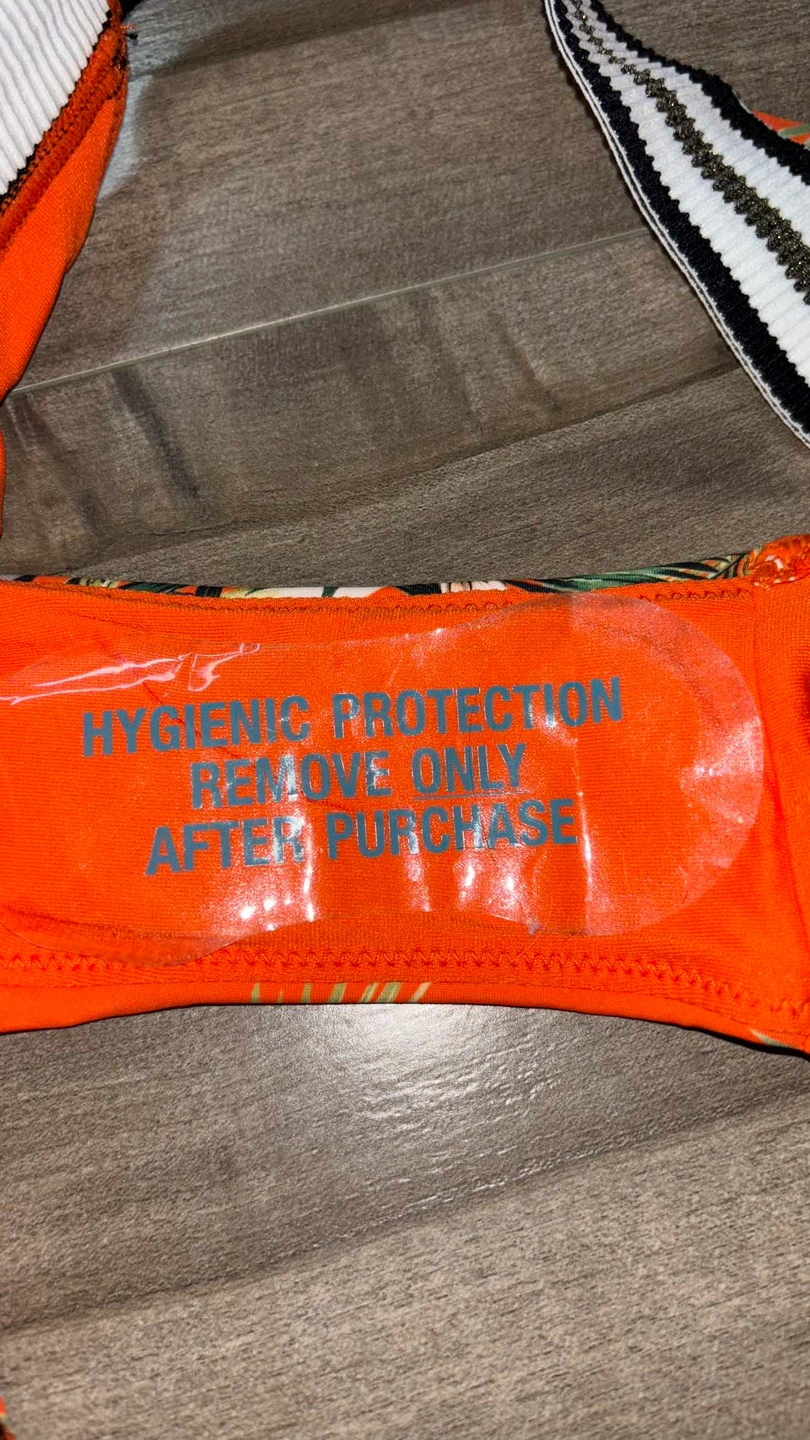 HYGIENIC PROTECTION
REMOVE ONLY
AFTER PURCHASE